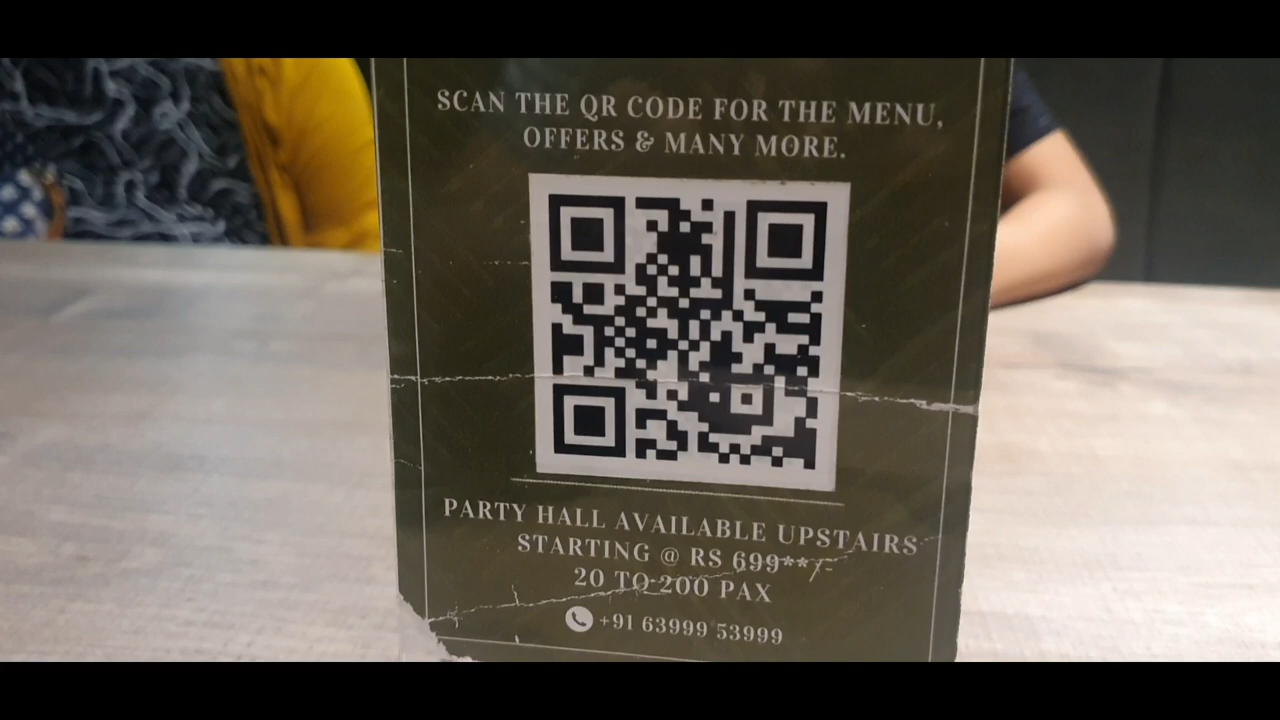 SCAN THE QR CODE FOR THE MENU,
OFFERS & MANY MORE.
PARTY HALL AVAILABLE UPSTAIRS
STARTING @ RS 699**/-
20 TO 200 PAX
+91 63999 53999